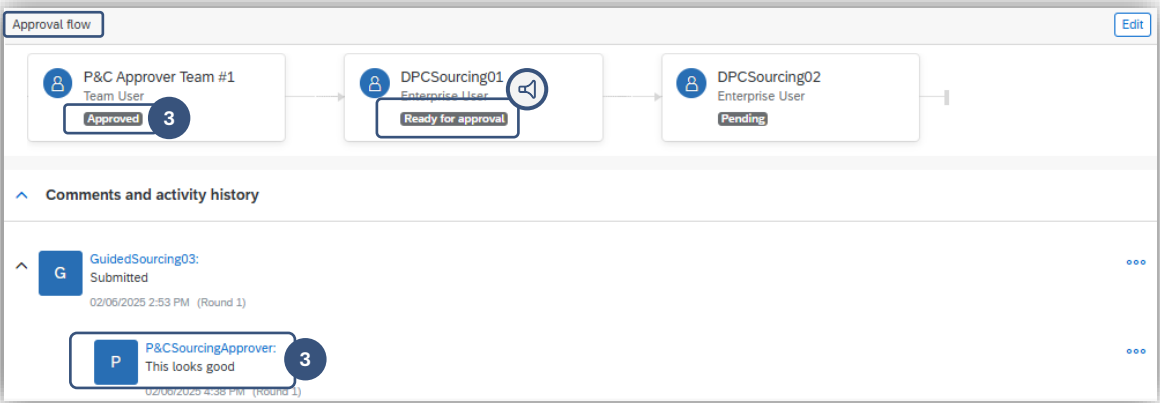 Approval flow
Edit
P&C Approver Team #1
Team User
Approved
3
DPCSourcing01
Enterprise User
Ready for approval
DPCSourcing02
Enterprise User
Pending
Comments and activity history
G
GuidedSourcing03:
Submitted
02/06/2025 2:53 PM (Round 1)
P
P&CSourcingApprover:
This looks good
3
02/06/2025 4:38 PM (Round 1)